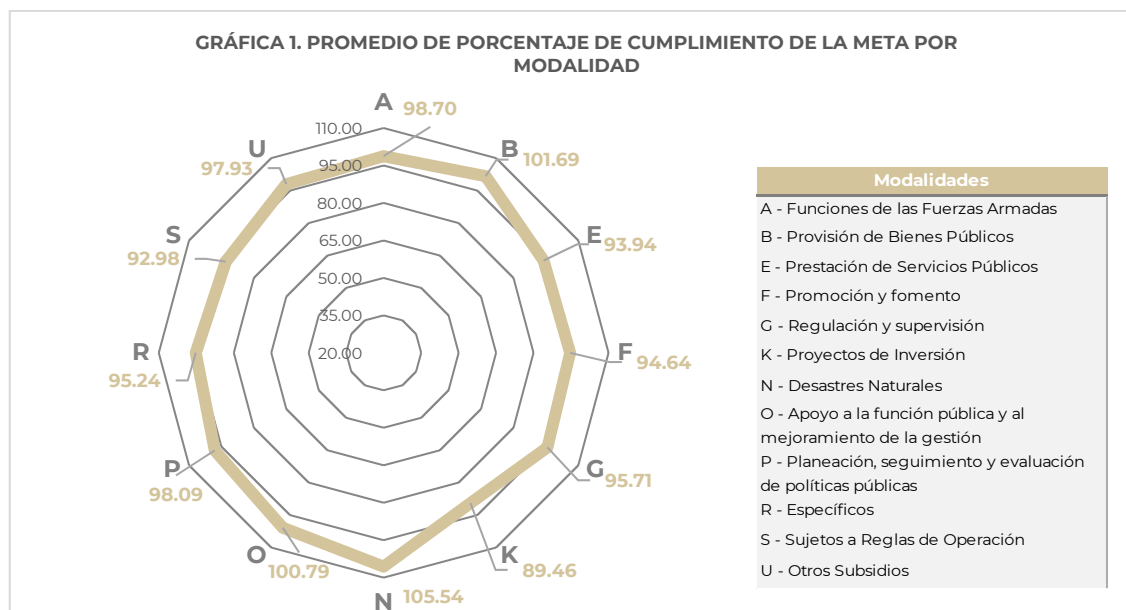 GRÁFICA 1. PROMEDIO DE PORCENTAJE DE CUMPLIMIENTO DE LA META POR
MODALIDAD
A
98.70
B
101.69
E
93.94
F
94.64
G
95.71
K
89.46
N
105.54
O
100.79
P
98.09
R
95.24
S
92.98
U
97.93
110.00
95.00
80.00
65.00
50.00
35.00
20.00
Modalidades
A - Funciones de las Fuerzas Armadas
B - Provisión de Bienes Públicos
E - Prestación de Servicios Públicos
F - Promoción y fomento
G - Regulación y supervisión
K - Proyectos de Inversión
N - Desastres Naturales
O - Apoyo a la función pública y al
mejoramiento de la gestión
P - Planeación, seguimiento y evaluación
de políticas públicas
R - Específicos
S - Sujetos a Reglas de Operación
U - Otros Subsidios